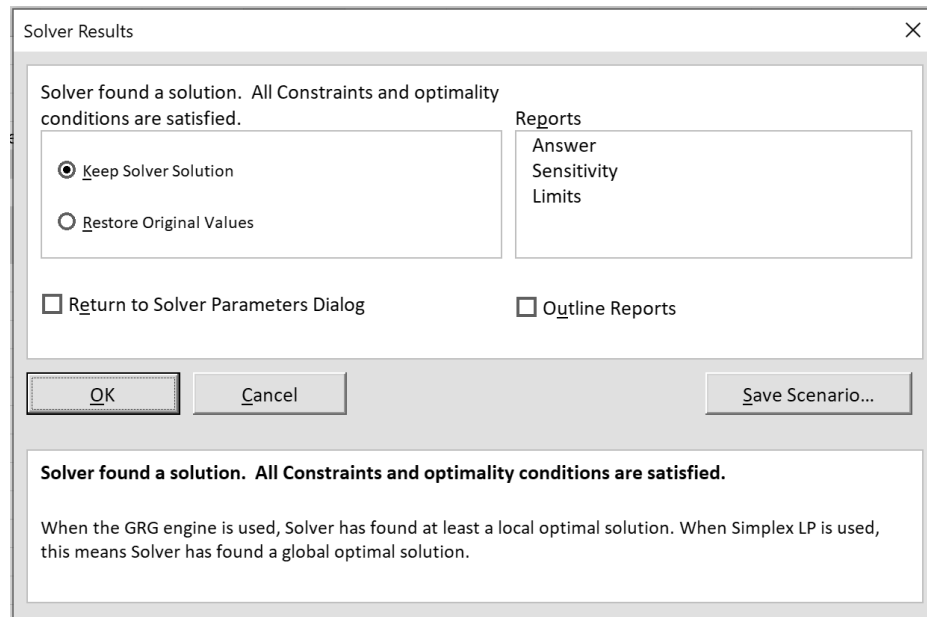 Solver Results
Solver found a solution.  All Constraints and optimality
conditions are satisfied.
Reports
Answer
Sensitivity
Limits
Keep Solver Solution
Restore Original Values
Return to Solver Parameters Dialog
Outline Reports
OK
Cancel
Save Scenario...
Solver found a solution.  All Constraints and optimality conditions are satisfied.
When the GRG engine is used, Solver has found at least a local optimal solution. When Simplex LP is used,
this means Solver has found a global optimal solution.